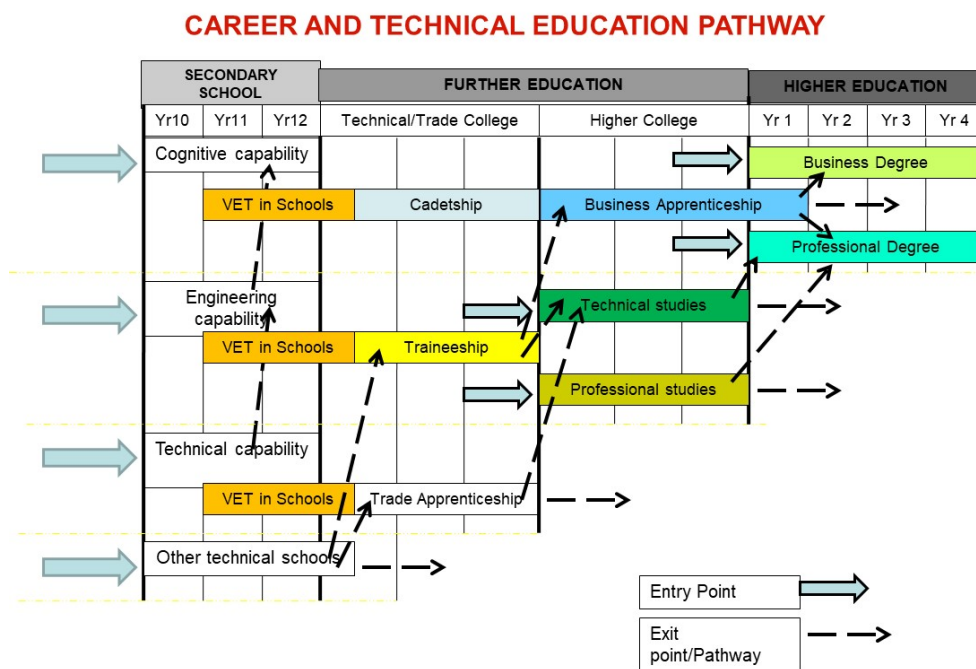 CAREER AND TECHNICAL EDUCATION PATHWAY
SECONDARY
SCHOOL
FURTHER EDUCATION
HIGHER EDUCATION
Yr10
Yr11
Yr12
Technical/Trade College
Higher College
Yr 1
Yr 2
Yr 3
Yr 4
Cognitive capability
Business Degree
VET in Schools
Cadetship
Business Apprenticeship
Professional Degree
Engineering
capability
Technical studies
VET in Schools
Traineeship
Professional studies
Technical capability
VET in Schools
Trade Apprenticeship
Other technical schools
Entry Point
Exit
point/Pathway